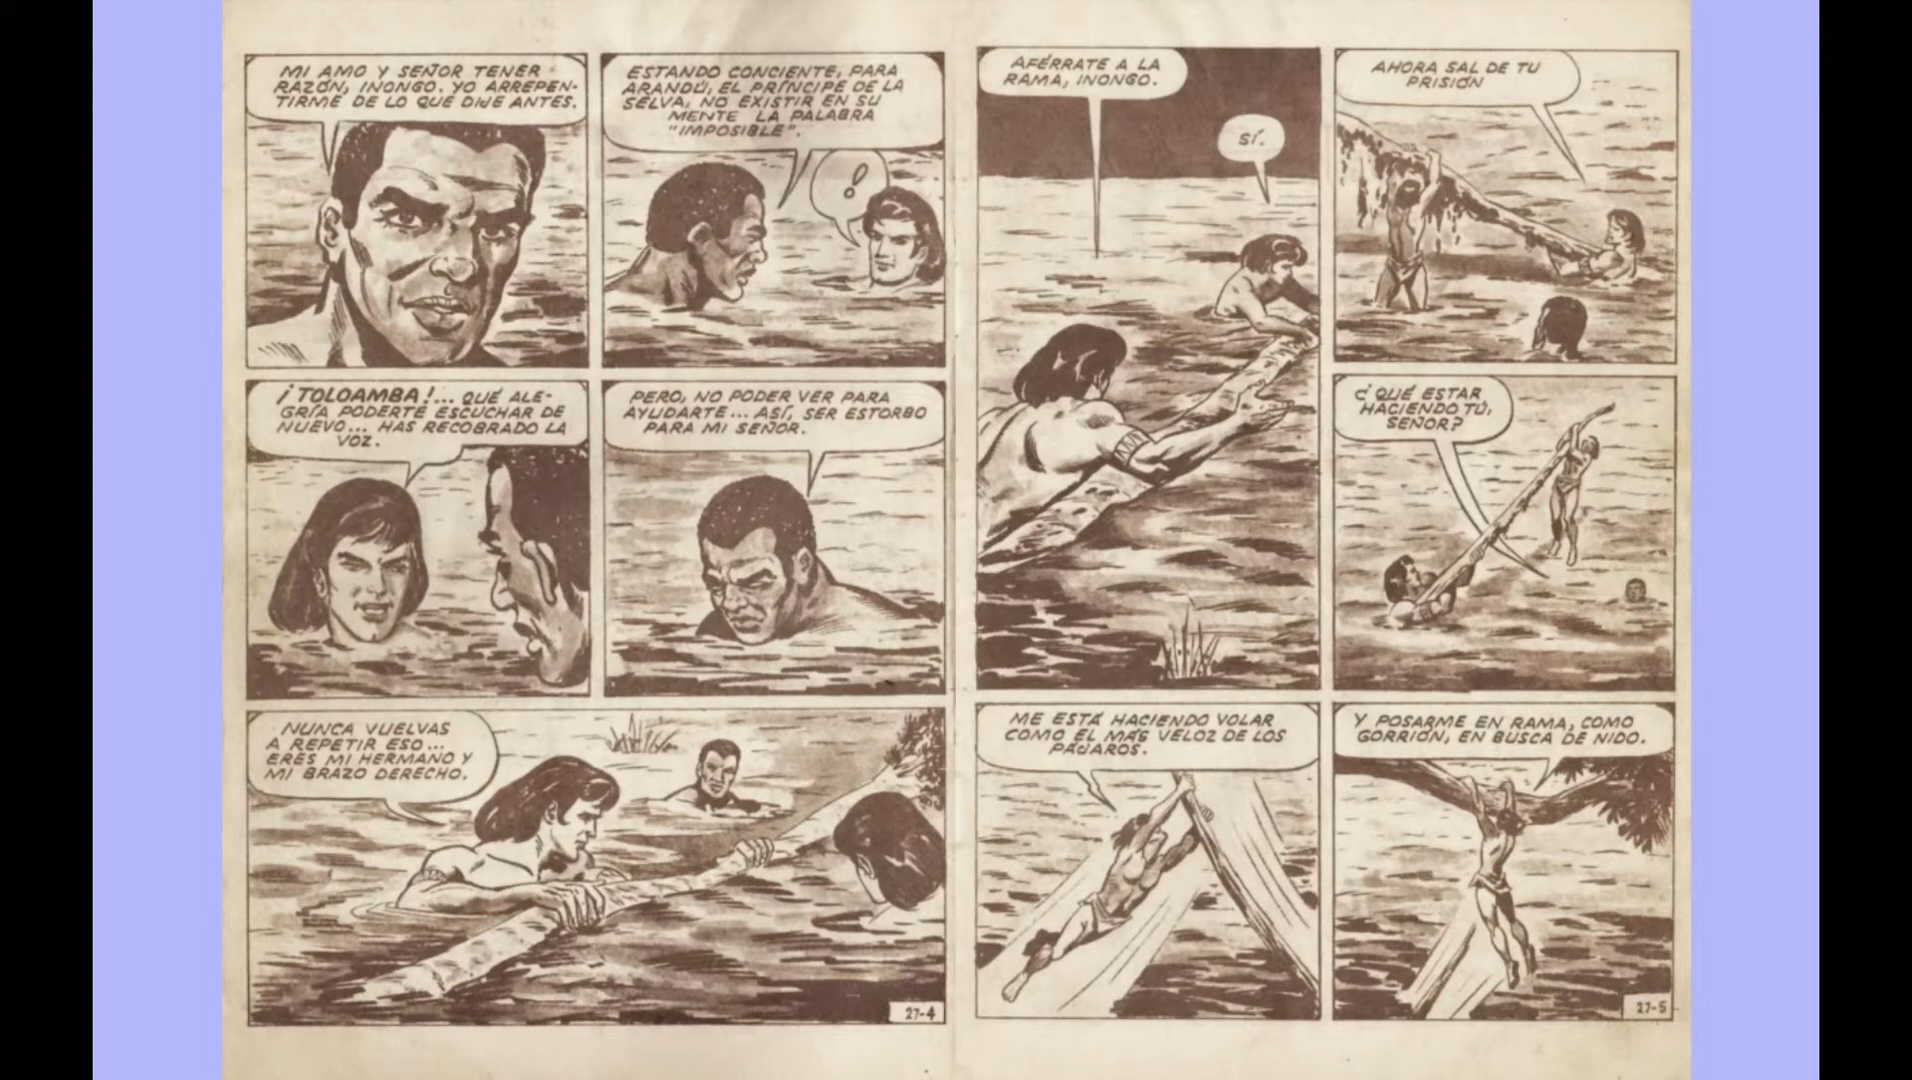 MI AMO Y SEÑOR TENER
RAZÓN, INONGO. YO ARREPEN-
TIRME DE LO QUE DIJE ANTES.
ESTANDO CONCIENTE, PARA
ARANDÚ, EL PRÍNCIPE DE LA
SELVA, NO EXISTIR EN SU
MENTE LA PALABRA
"IMPOSIBLE".
!
¡TOLOAMBA!... QUÉ ALE-
GRÍA PODERTE ESCUCHAR DE
NUEVO... HAS RECOBRADO LA
VOZ.
PERO, NO PODER VER PARA
AYUDARTE... ASÍ, SER ESTORBO
PARA MI SEÑOR.
NUNCA VUELVAS
A REPETIR ESO...
ERES MI HERMANO Y
MI BRAZO DERECHO.
27-4
AFÉRRATE A LA
RAMA, INONGO.
SÍ.
AHORA SAL DE TU
PRISIÓN
¿QUÉ ESTAR
HACIENDO TÚ,
SEÑOR?
ME ESTÁ HACIENDO VOLAR
COMO EL MÁS VELOZ DE LOS
PÁJAROS.
Y POSARME EN RAMA, COMO
GORRIÓN, EN BUSCA DE NIDO.
27-5